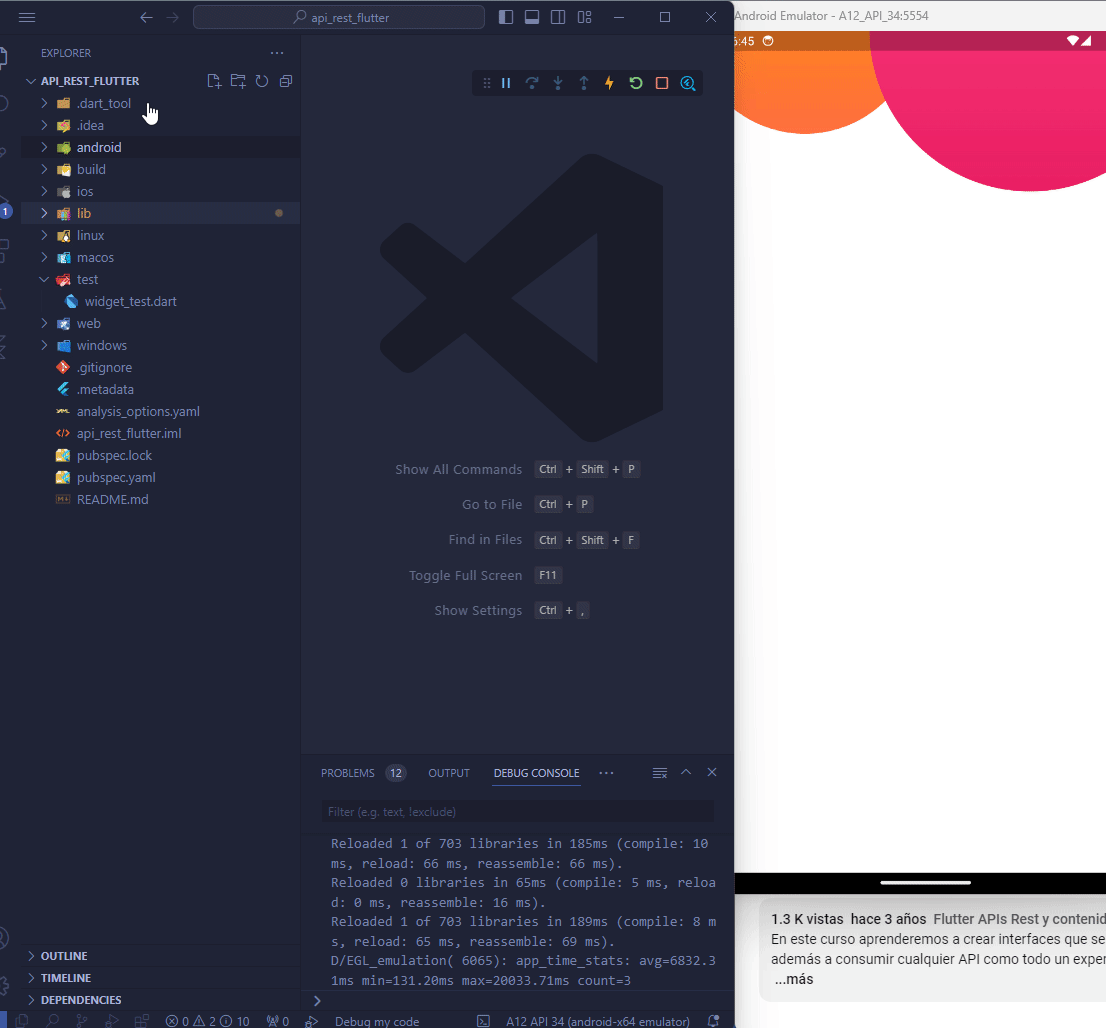 api_rest_flutter
Android Emulator - A12_API_34:5554
:45
EXPLORER
API_REST_FLUTTER
.dart_tool
.idea
android
build
ios
1
lib
linux
macos
test
widget_test.dart
web
windows
.gitignore
.metadata
analysis_options.yaml
api_rest_flutter.iml
pubspec.lock
pubspec.yaml
README.md
Show All Commands Ctrl + Shift + P
Go to File Ctrl + P
Find in Files Ctrl + Shift + F
Toggle Full Screen F11
Show Settings Ctrl + ,
PROBLEMS 12 OUTPUT DEBUG CONSOLE
Filter (e.g. text, !exclude)
Reloaded 1 of 703 libraries in 185ms (compile: 10
ms, reload: 66 ms, reassemble: 66 ms).
Reloaded 0 libraries in 65ms (compile: 5 ms, reloa
d: 0 ms, reassemble: 16 ms).
Reloaded 1 of 703 libraries in 189ms (compile: 8 m
s, reload: 65 ms, reassemble: 69 ms).
D/EGL_emulation( 6065): app_time_stats: avg=6832.3
1ms min=131.20ms max=20033.71ms count=3
OUTLINE
TIMELINE
DEPENDENCIES
0 2 10 0 Debug my code A12 API 34 (android-x64 emulator)
1.3 K vistas hace 3 años Flutter APIs Rest y contenid
En este curso aprenderemos a crear interfaces que se
además a consumir cualquier API como todo un exper
...más